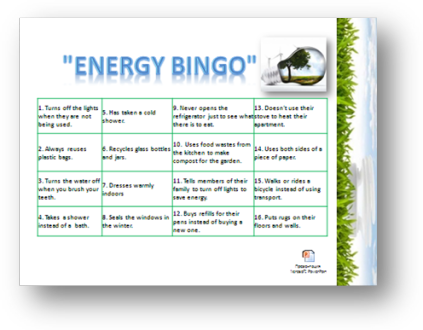 "ENERGY BINGO"
1. Turns off the lights
when they are not
being used.
5. Has taken a cold
shower.
9. Never opens the
refrigerator just to see what
there is to eat.
13. Doesn't use their
stove to heat their
apartment.
2. Always reuses
plastic bags.
6. Recycles glass bottles
and jars.
10. Uses food wastes from
the kitchen to make
compost for the garden.
14. Uses both sides of a
piece of paper.
3. Turns the water off
when you brush your
teeth.
7. Dresses warmly
indoors
11. Tells members of their
family to turn off lights to
save energy.
15. Walks or rides a
bicycle instead of using
transport.
4. Takes a shower
instead of a bath.
8. Seals the windows in
the winter.
12. Buys refills for their
pens instead of buying a
new one.
16. Puts rugs on their
floors and walls.